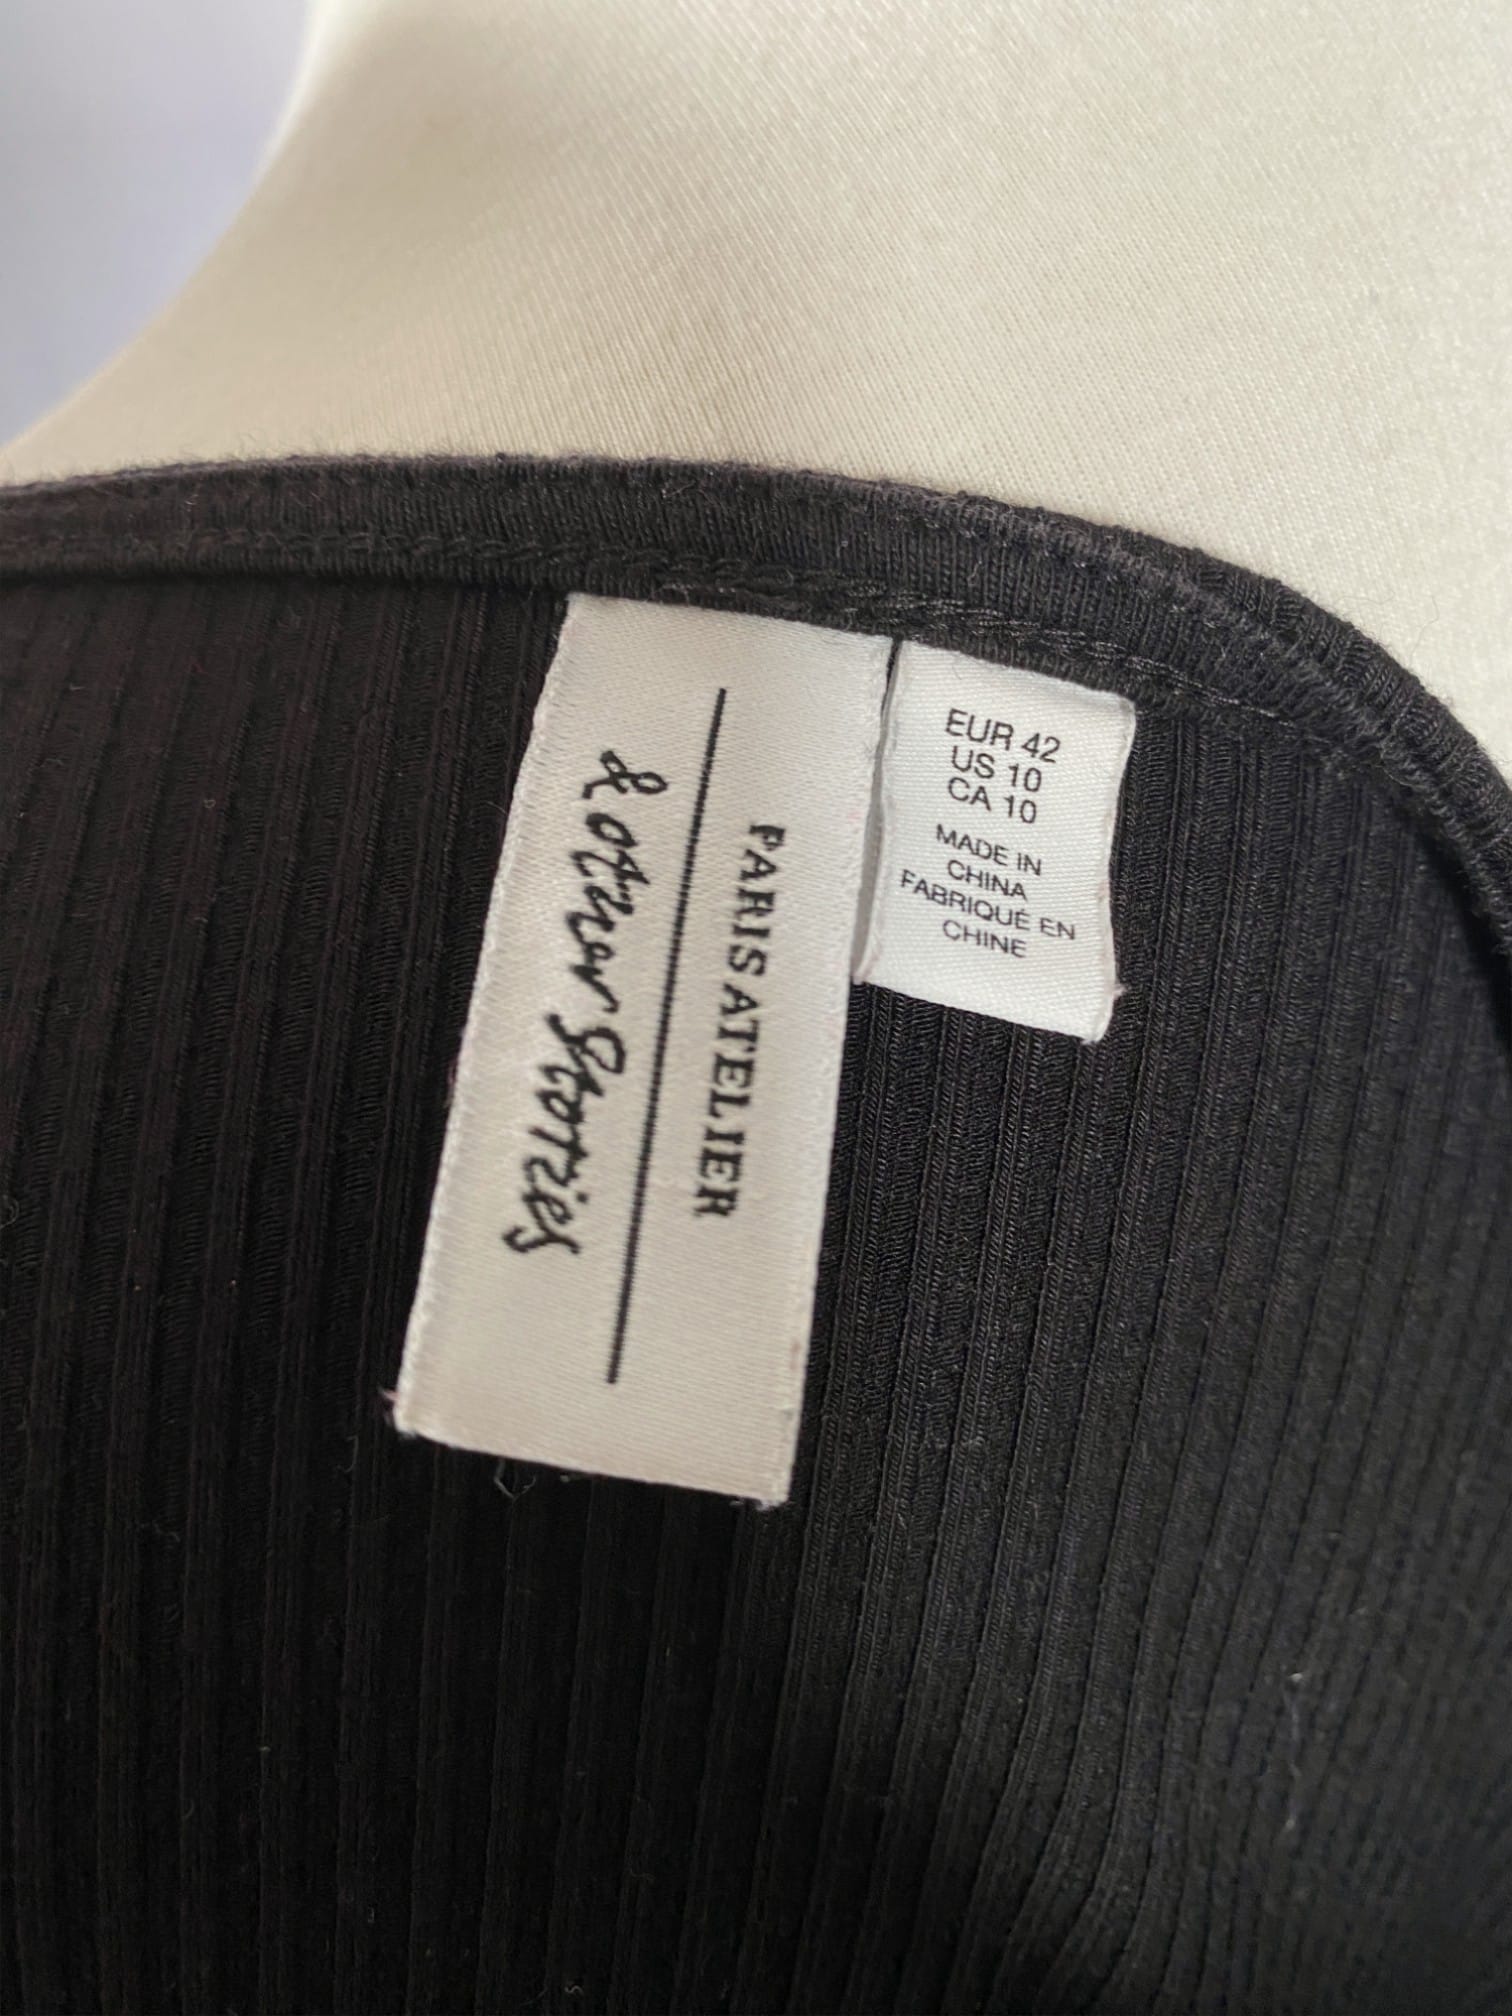 & Other Stories
PARIS ATELIER
EUR 42
US 10
CA 10
MADE IN
CHINA
FABRIQUÉ EN
CHINE